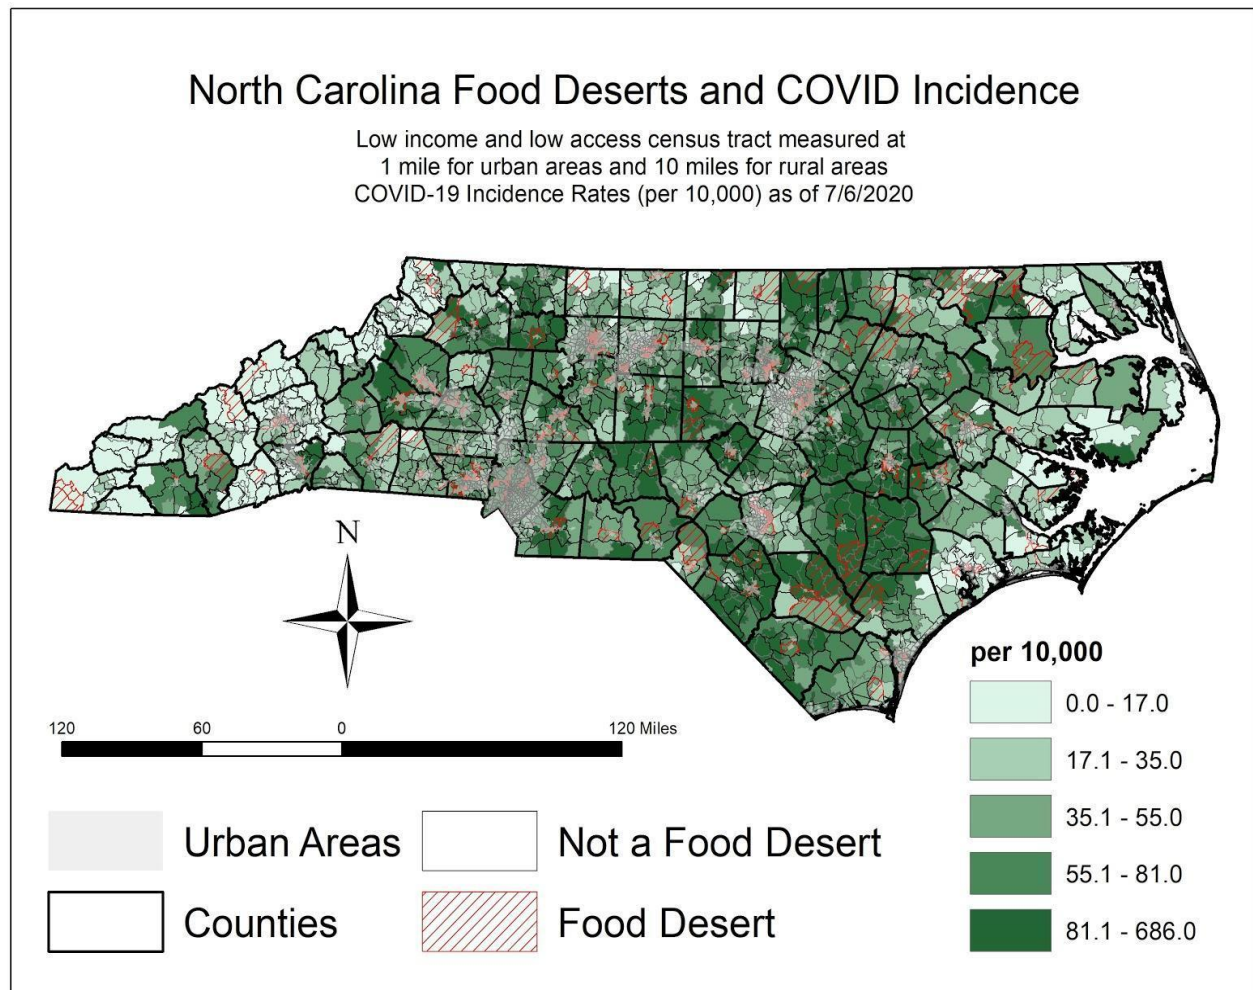 North Carolina Food Deserts and COVID Incidence
Low income and low access census tract measured at
1 mile for urban areas and 10 miles for rural areas
COVID-19 Incidence Rates (per 10,000) as of 7/6/2020
N
per 10,000
0.0 - 17.0
17.1 - 35.0
35.1 - 55.0
55.1 - 81.0
81.1 - 686.0
120 60 0 120 Miles
Urban Areas
Not a Food Desert
Counties
Food Desert